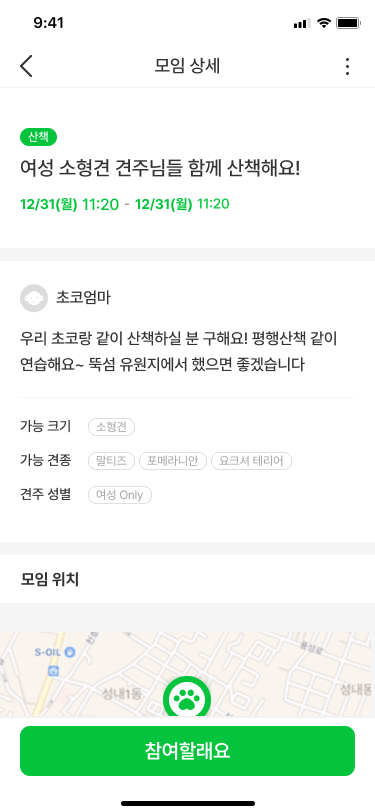 9:41
모임 상세
산책
여성 소형견 견주님들 함께 산책해요!
12/31(월) 11:20 - 12/31(월) 11:20
초코엄마
우리 초코랑 같이 산책하실 분 구해요! 평행산책 같이
연습해요~ 뚝섬 유원지에서 했으면 좋겠습니다
가능 크기 소형견
가능 견종 말티즈 포메라니안 요크셔 테리어
견주 성별 여성 Only
모임 위치
S-OIL
성내1동
성내동
참여할래요